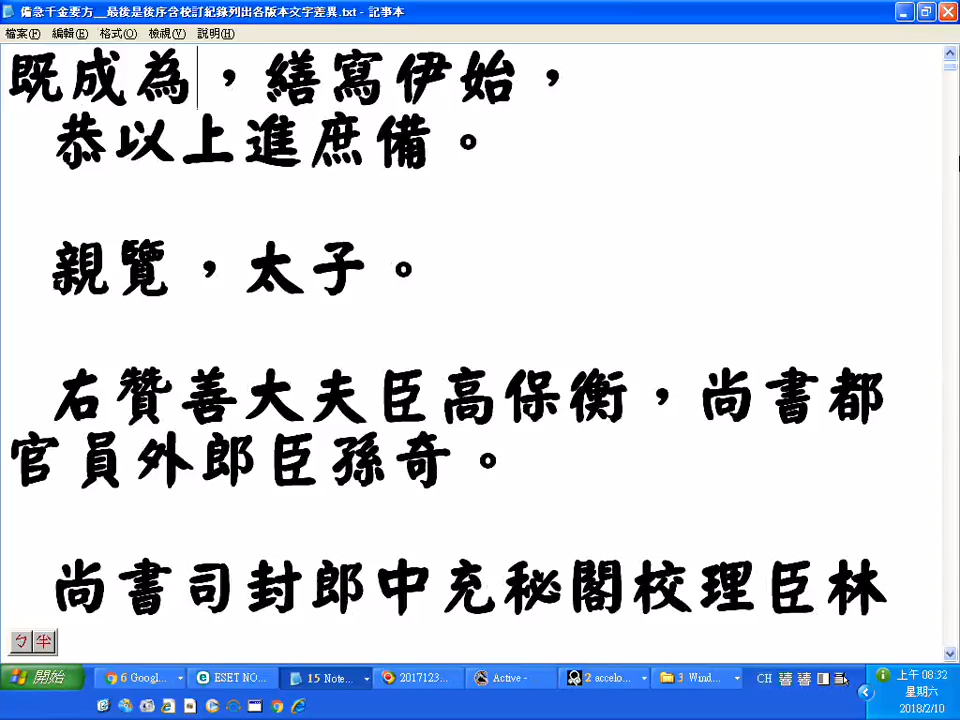 備急千金要方__最後是後序含校訂紀錄列出各版本文字差異.txt - 記事本
檔案(F) 編輯(E) 格式(O) 檢視(V) 說明(H)
既成為，繕寫伊始，
恭以上進庶備。
親覽，太子。
右贊善大夫臣高保衡，尚書都
官員外郎臣孫奇。
尚書司封郎中充秘閣校理臣林
ㄅ 半
開始 6 Googl... ESET NO... 15 Note... 2017123... Active - 2 accelo... 3 Wind... CH 上午 08:32
星期六
2018/2/10